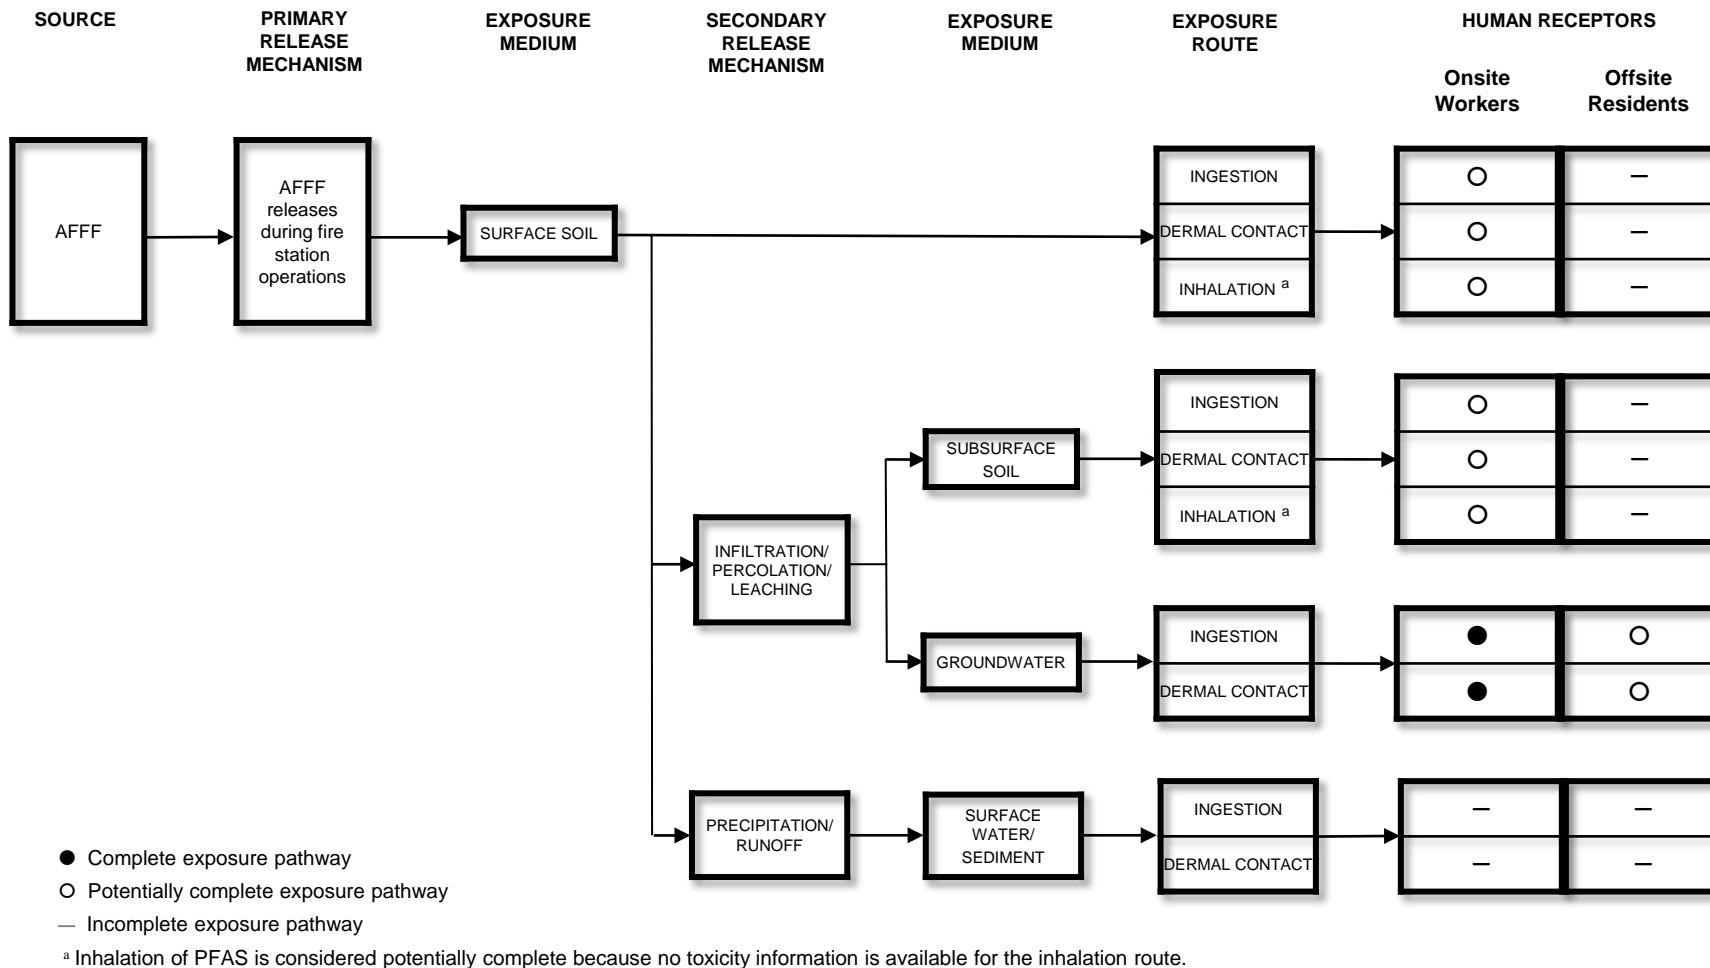 SOURCE
PRIMARY
RELEASE
MECHANISM
EXPOSURE
MEDIUM
SECONDARY
RELEASE
MECHANISM
EXPOSURE
MEDIUM
EXPOSURE
ROUTE
HUMAN RECEPTORS
Onsite
Workers
Offsite
Residents
AFFF
AFFF
releases
during fire
station
operations
SURFACE SOIL
INGESTION
DERMAL CONTACT
INHALATION a
SUBSURFACE
SOIL
INGESTION
DERMAL CONTACT
INHALATION a
INFILTRATION/
PERCOLATION/
LEACHING
GROUNDWATER
INGESTION
DERMAL CONTACT
PRECIPITATION/
RUNOFF
SURFACE
WATER/
SEDIMENT
INGESTION
DERMAL CONTACT
Complete exposure pathway
Potentially complete exposure pathway
— Incomplete exposure pathway
a Inhalation of PFAS is considered potentially complete because no toxicity information is available for the inhalation route.